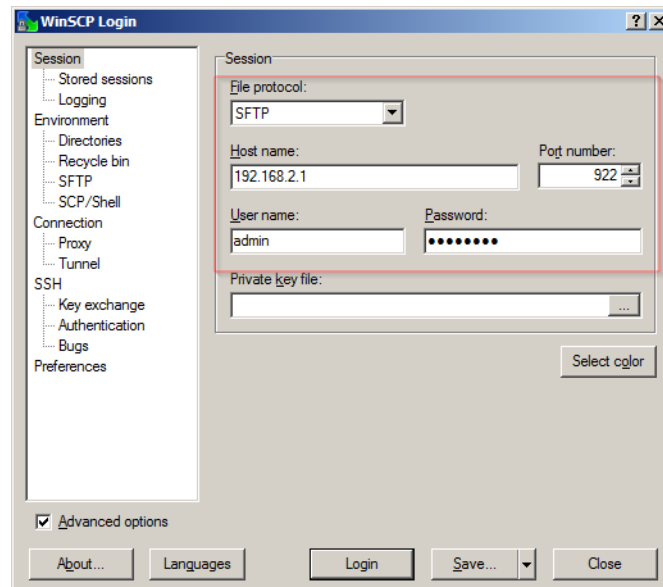 WinSCP Login
Session
Stored sessions
Logging
Environment
Directories
Recycle bin
SFTP
SCP/Shell
Connection
Proxy
Tunnel
SSH
Key exchange
Authentication
Bugs
Preferences
Session
File protocol:
SFTP
Host name:
Port number:
192.168.2.1
922
User name:
Password:
admin
●●●●●●●●
Private key file:
...
Select color
Advanced options
About...
Languages
Login
Save...
Close